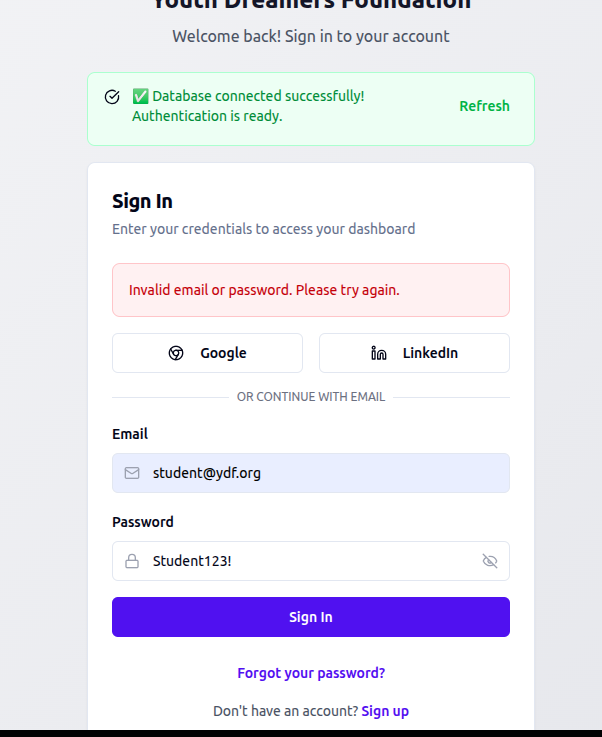 Youth Dreamers Foundation
Welcome back! Sign in to your account
✅ Database connected successfully!
Authentication is ready.
Refresh
Sign In
Enter your credentials to access your dashboard
Invalid email or password. Please try again.
Google
LinkedIn
OR CONTINUE WITH EMAIL
Email
student@ydf.org
Password
Student123!
Sign In
Forgot your password?
Don't have an account? Sign up